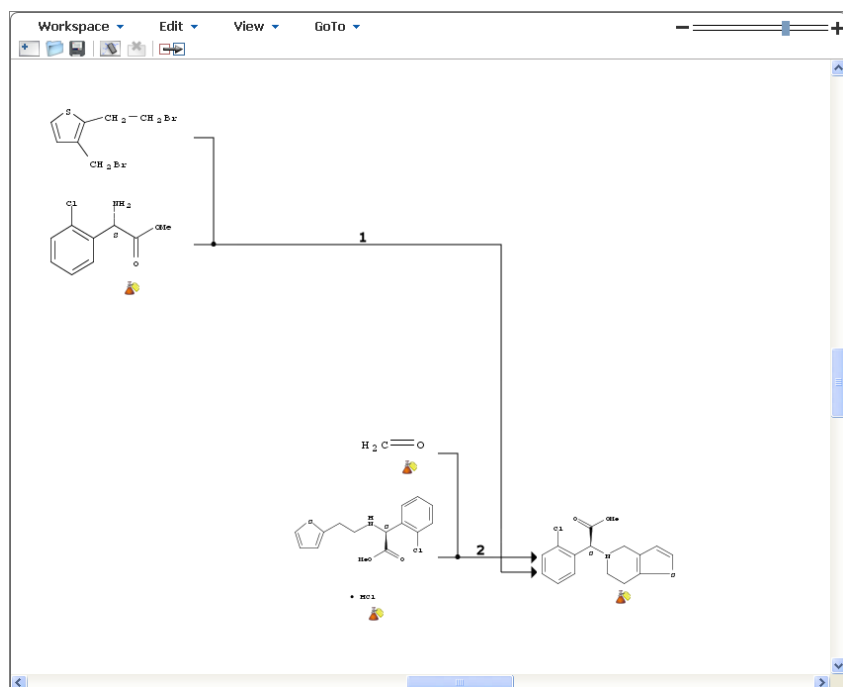 Workspace Edit View GoTo
S
CH2-CH2Br
CH2Br
Cl NH2
S OMe
O
1
H2C O
S H N S
MeO O Cl
2
• HCl
Cl O OMe
S N
S